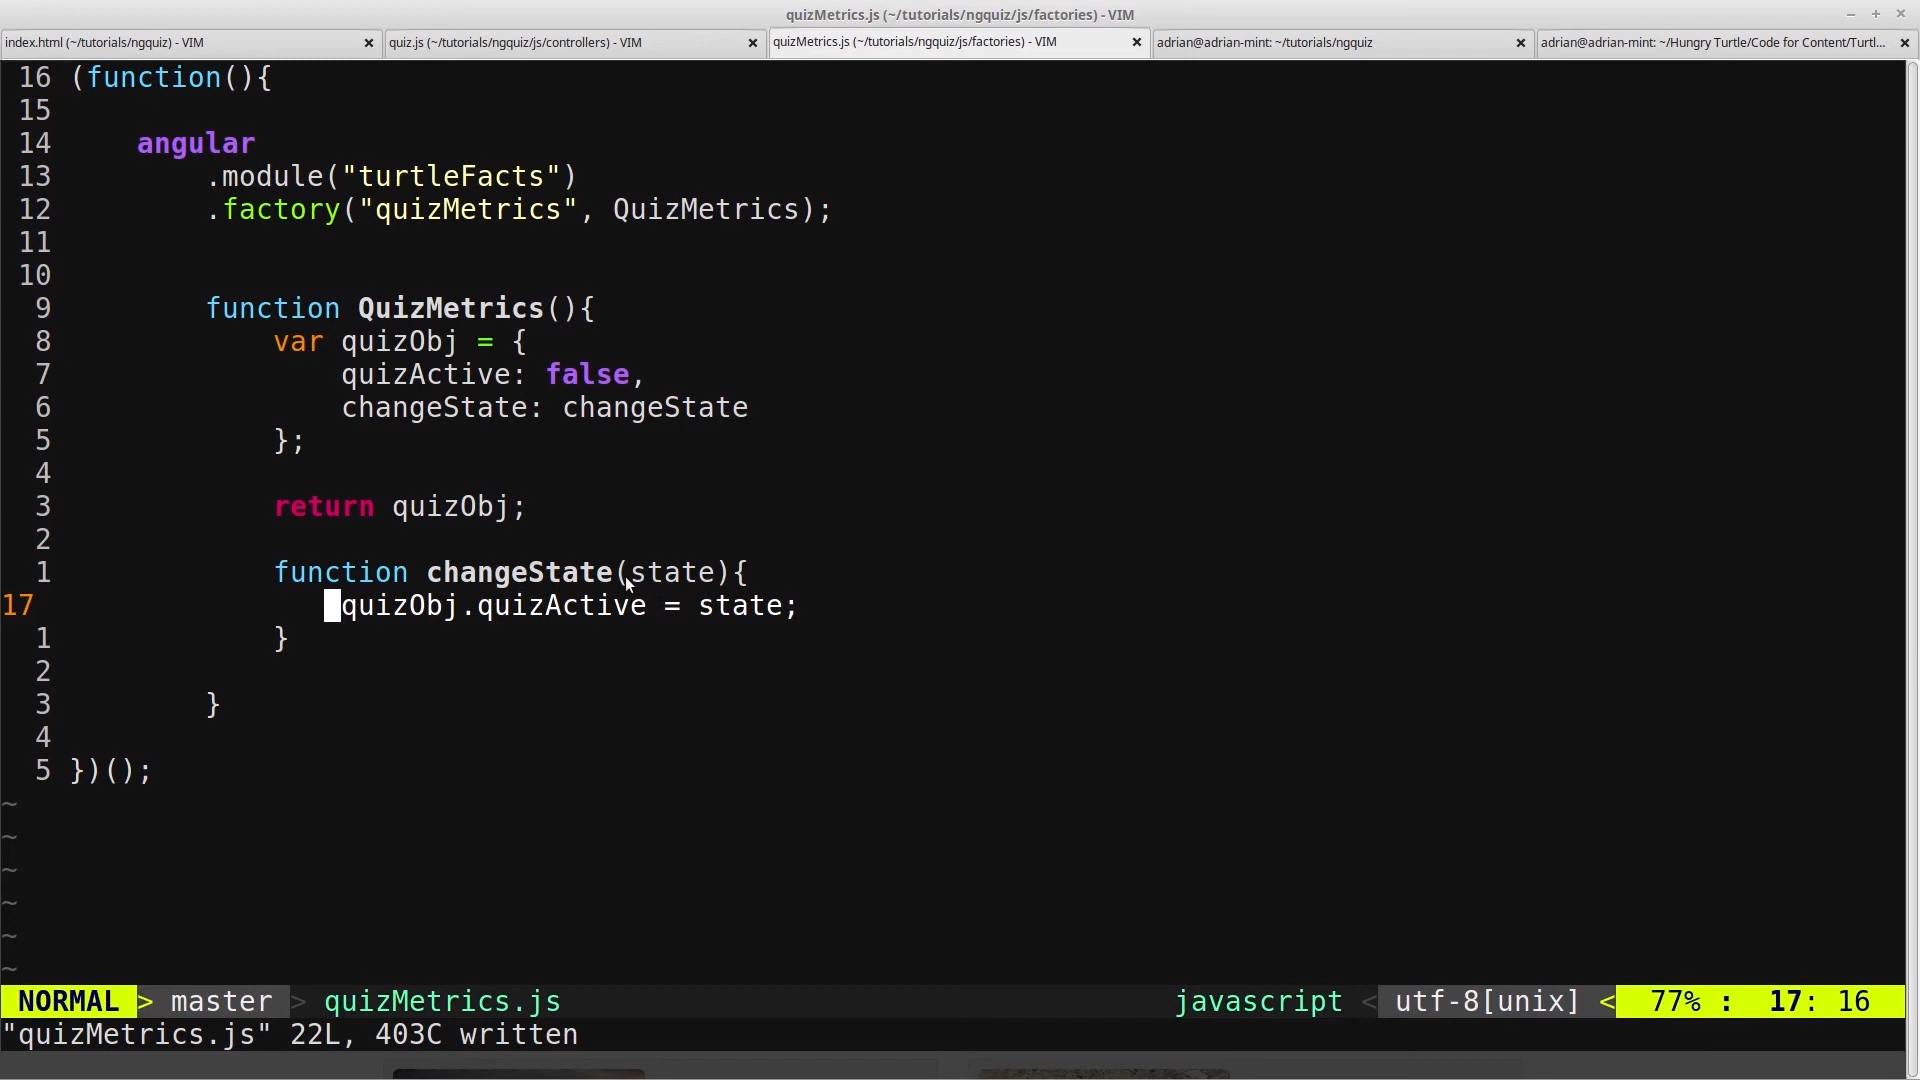 quizMetrics.js (~/tutorials/ngquiz/js/factories) - VIM
index.html (~/tutorials/ngquiz) - VIM
quiz.js (~/tutorials/ngquiz/js/controllers) - VIM
quizMetrics.js (~/tutorials/ngquiz/js/factories) - VIM
adrian@adrian-mint: ~/tutorials/ngquiz
adrian@adrian-mint: ~/Hungry Turtle/Code for Content/Turtl...
16 (function(){
15
14 angular
13 .module("turtleFacts")
12 .factory("quizMetrics", QuizMetrics);
11
10
9 function QuizMetrics(){
8 var quizObj = {
7 quizActive: false,
6 changeState: changeState
5 };
4
3 return quizObj;
2
1 function changeState(state){
17 quizObj.quizActive = state;
1 }
2
3 }
4
5 })();
~
~
~
~
~
~
NORMAL > master > quizMetrics.js javascript < utf-8[unix] < 77% : 17: 16
"quizMetrics.js" 22L, 403C written